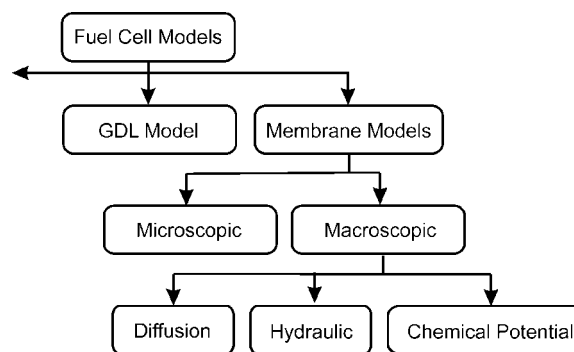 Fuel Cell Models
GDL Model
Membrane Models
Microscopic
Macroscopic
Diffusion
Hydraulic
Chemical Potential